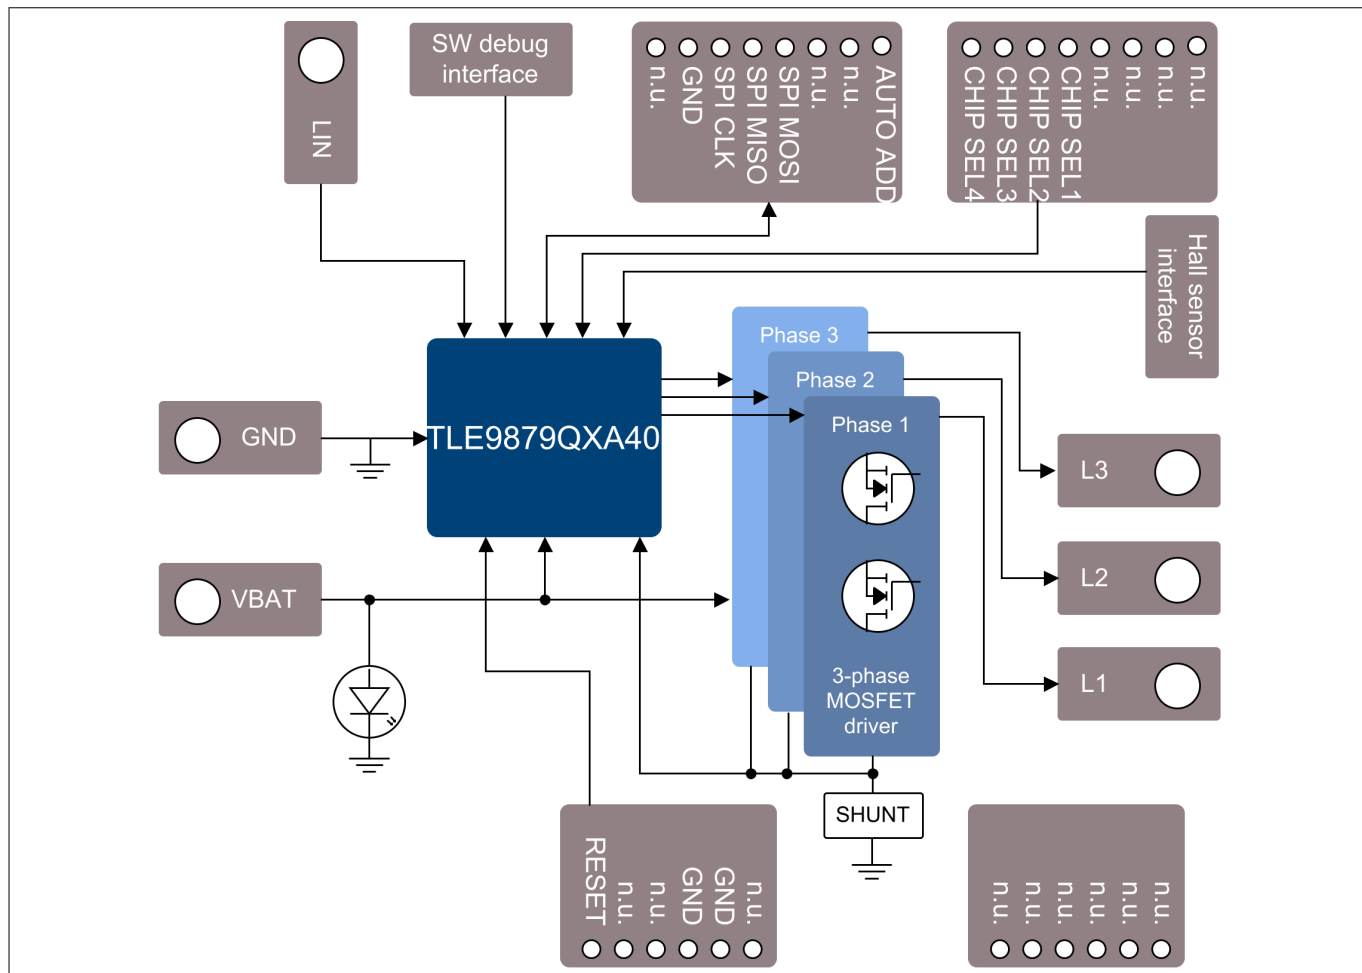 LIN
SW debug
interface
n.u.
GND
SPI CLK
SPI MISO
SPI MOSI
n.u.
n.u.
AUTO ADD
CHIP SEL4
CHIP SEL3
CHIP SEL2
CHIP SEL1
n.u.
n.u.
n.u.
n.u.
Hall sensor
interface
Phase 3
Phase 2
Phase 1
TLE9879QXA40
GND
VBAT
L3
L2
L1
3-phase
MOSFET
driver
SHUNT
RESET
n.u.
n.u.
GND
GND
n.u.
n.u.
n.u.
n.u.
n.u.
n.u.
n.u.